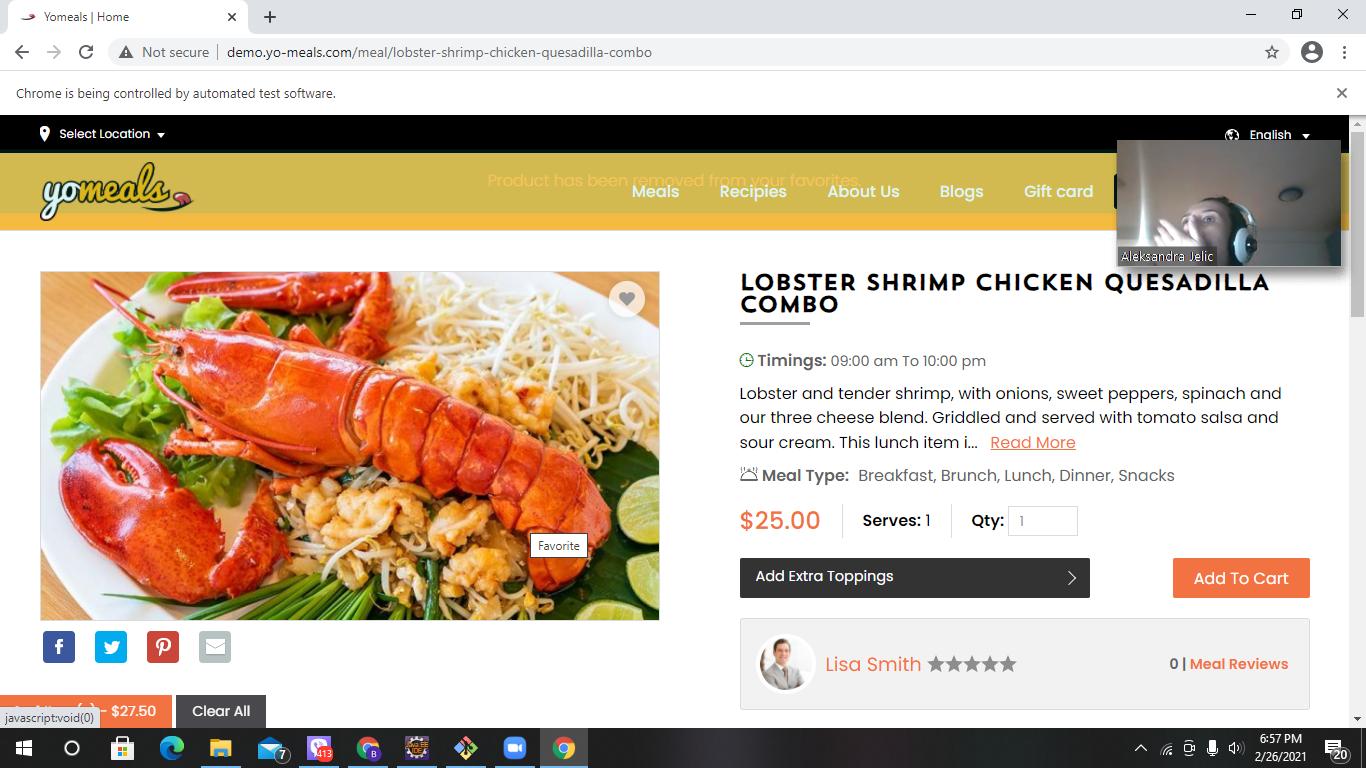 Yomeals | Home
Not secure
demo.yo-meals.com/meal/lobster-shrimp-chicken-quesadilla-combo
Chrome is being controlled by automated test software.
Select Location
English
yomeals
Product has been removed from your favorites.
Meals
Recipies
About Us
Blogs
Gift card
Aleksandra Jelic
LOBSTER SHRIMP CHICKEN QUESADILLA
COMBO
Timings: 09:00 am To 10:00 pm
Lobster and tender shrimp, with onions, sweet peppers, spinach and
our three cheese blend. Griddled and served with tomato salsa and
sour cream. This lunch item i... Read More
Meal Type: Breakfast, Brunch, Lunch, Dinner, Snacks
$25.00
Serves: 1
Qty: 1
Favorite
Add Extra Toppings
Add To Cart
Lisa Smith
0 | Meal Reviews
- $27.50
Clear All
javascript:void(0)
7
413
B
Java EE
IDE
6:57 PM
2/26/2021
20